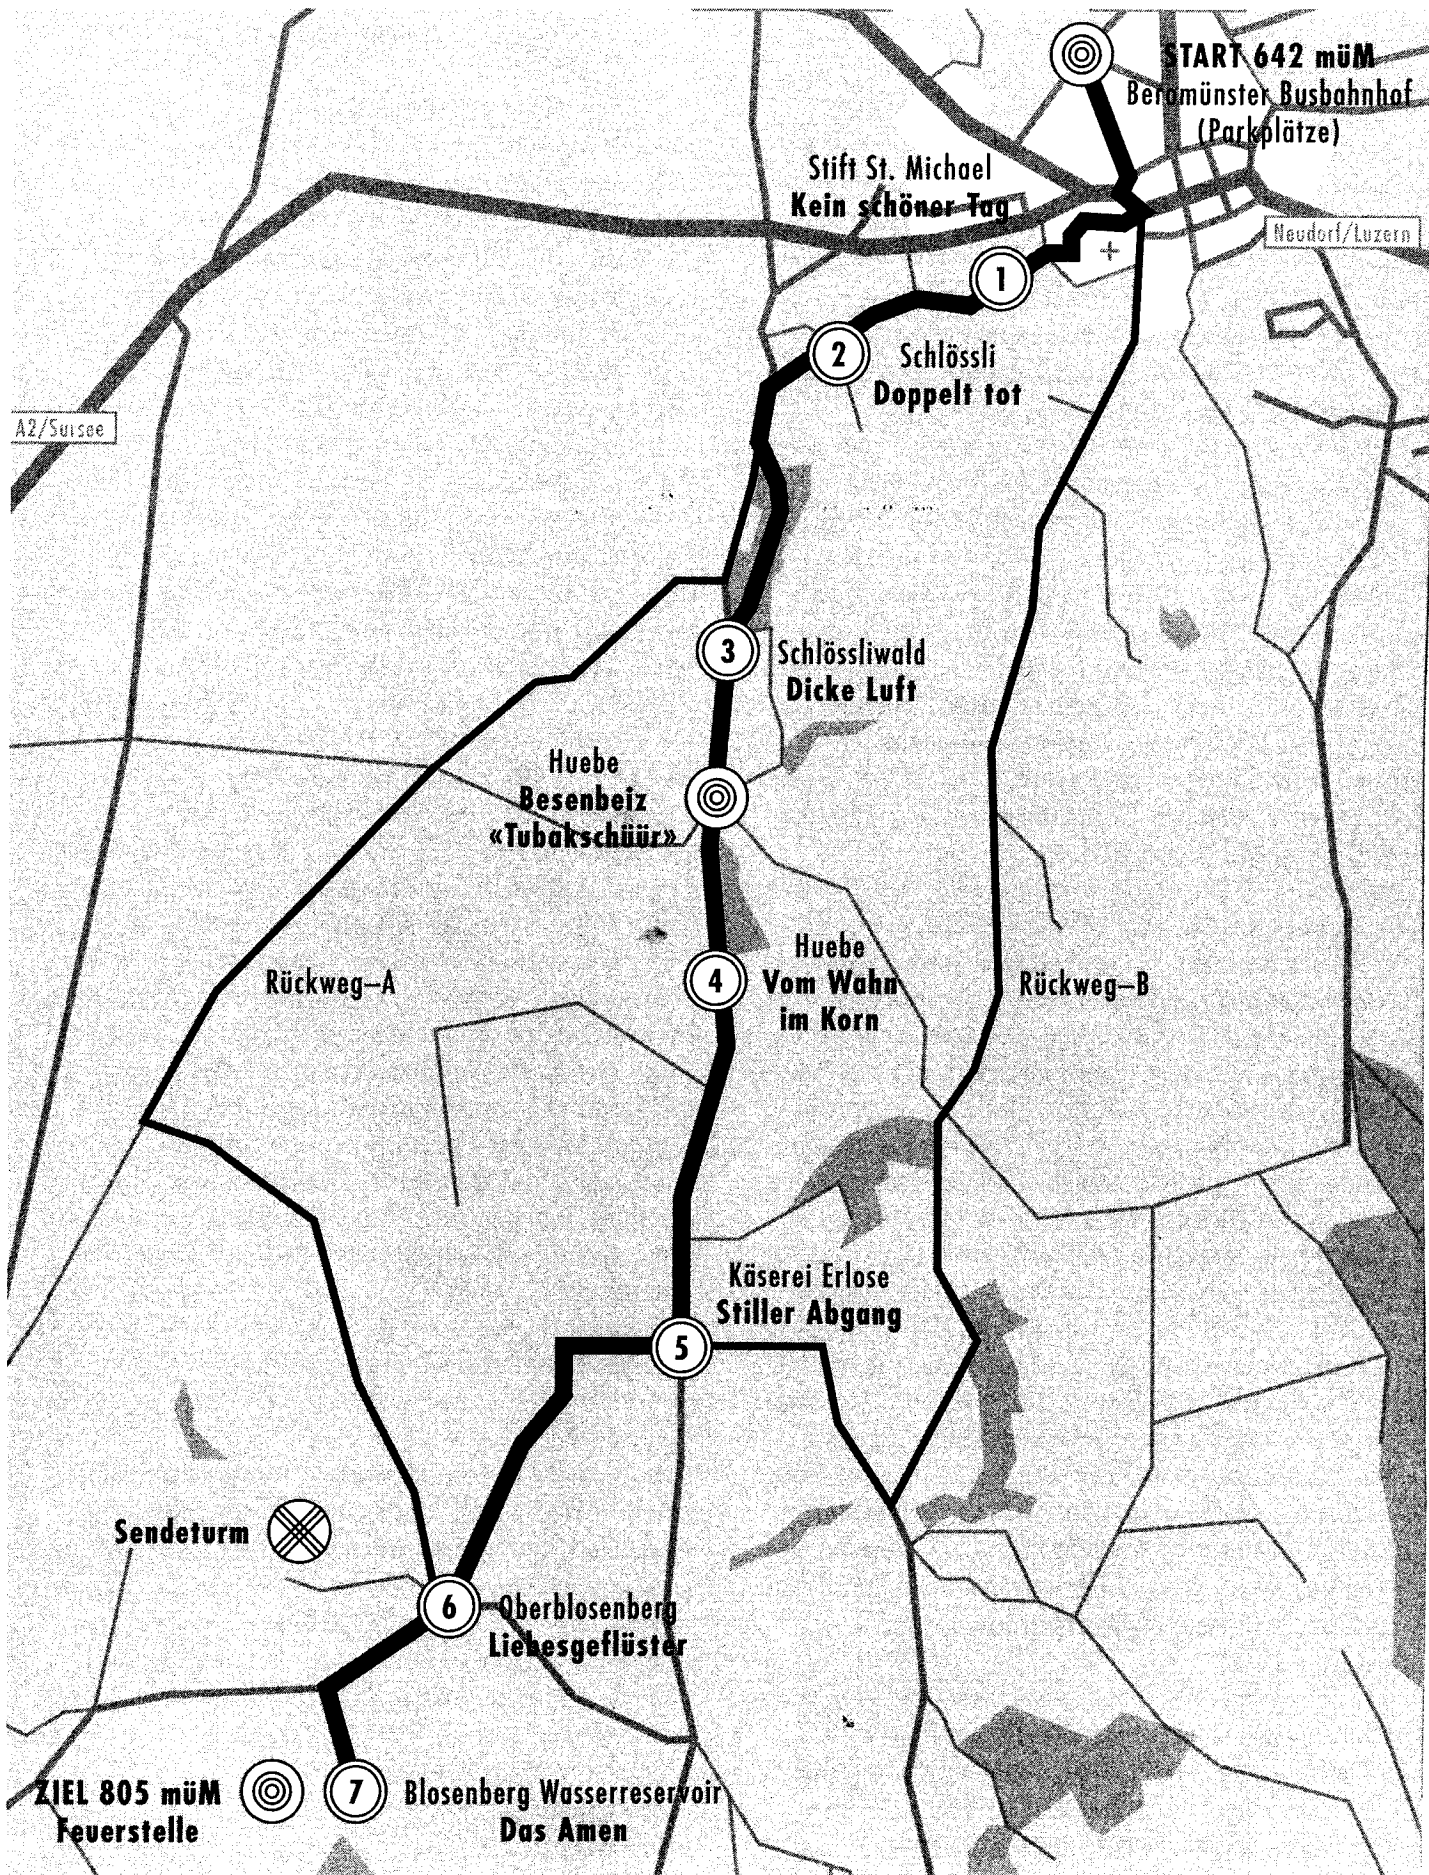 START 642 müM
Beromünster Busbahnhof
(Parkplätze)
Stift St. Michael
Kein schöner Tag
Neudorf/Luzern
1
2
Schlössli
Doppelt tot
A2/Sursee
3
Schlössliwald
Dicke Luft
Huebe
Besenbeiz
«Tubakschüür»
4
Huebe
Vom Wahn
im Korn
Rückweg–A
Rückweg–B
Käserei Erlose
Stiller Abgang
5
Sendeturm
6
Oberblosenberg
Liebesgeflüster
ZIEL 805 müM
Feuerstelle
7
Blosenberg Wasserreservoir
Das Amen